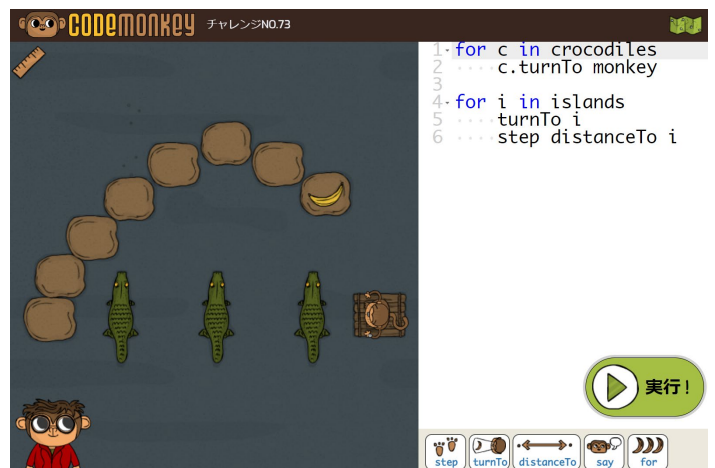 CODEMONKEY チャレンジNO.73
1 for c in crocodiles
2 ····c.turnTo monkey
3
4 for i in islands
5 ····turnTo i
6 ····step distanceTo i
実行!
step turnTo distanceTo say for